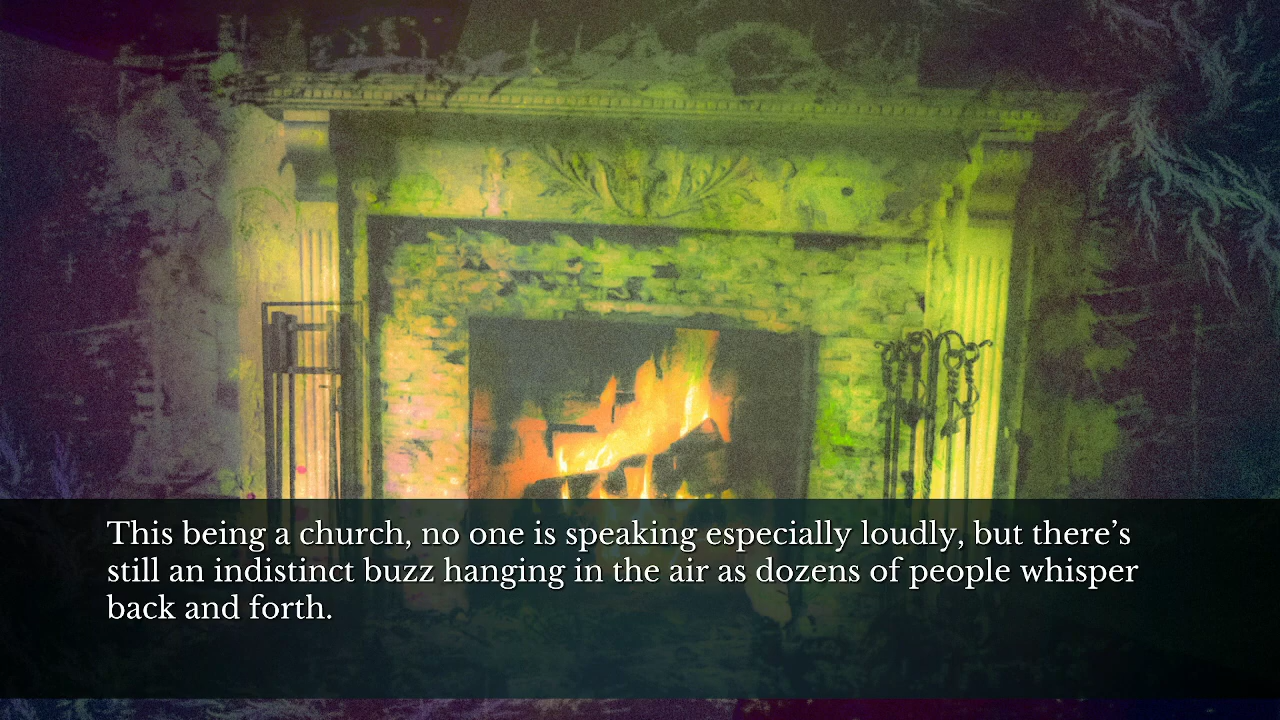 This being a church, no one is speaking especially loudly, but there’s
still an indistinct buzz hanging in the air as dozens of people whisper
back and forth.